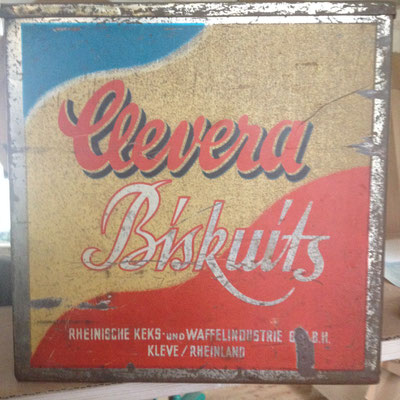 Clevera
Biskuits
RHEINISCHE KEKS- UND WAFFELINDUSTRIE G.M.B.H.
KLEVE / RHEINLAND